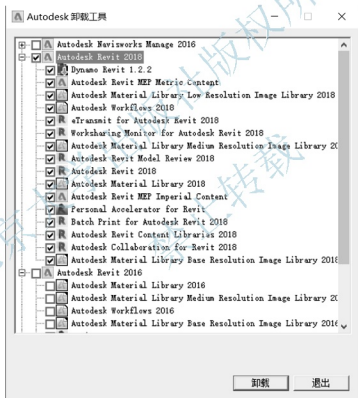 Autodesk 卸载工具
Autodesk Navisworks Manage 2016
Autodesk Revit 2018
Dynamo Revit 1.2.2
Autodesk Revit MEP Metric Content
Autodesk Material Library Low Resolution Image Library 2018
Autodesk Workflows 2018
eTransmit for Autodesk Revit 2018
Worksharing Monitor for Autodesk Revit 2018
Autodesk Material Library Medium Resolution Image Library 20
Autodesk Revit Model Review 2018
Autodesk Revit 2018
Autodesk Material Library 2018
Autodesk Revit MEP Imperial Content
Personal Accelerator for Revit
Batch Print for Autodesk Revit 2018
Autodesk Revit Content Libraries 2018
Autodesk Collaboration for Revit 2018
Autodesk Material Library Base Resolution Image Library 2018
Autodesk Revit 2016
Autodesk Material Library 2016
Autodesk Material Library Medium Resolution Image Library 20
Autodesk Workflows 2016
Autodesk Material Library Base Resolution Image Library 2016
卸载 退出